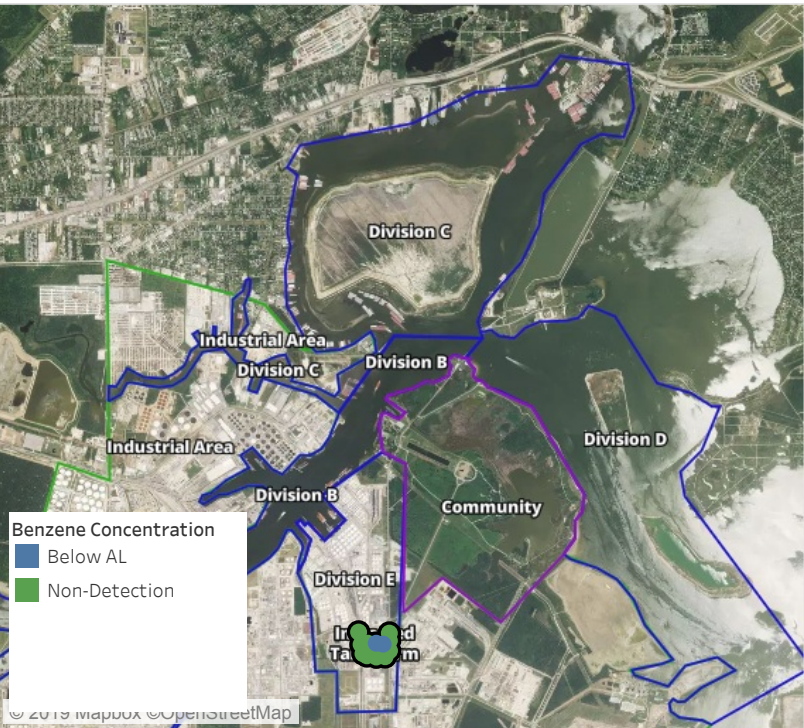 Division C
Industrial Area
Division C
Division B
Division D
Industrial Area
Division B
Community
Division E
Benzene Concentration
Below AL
Non-Detection
© 2019 Mapbox ©OpenStreetMap